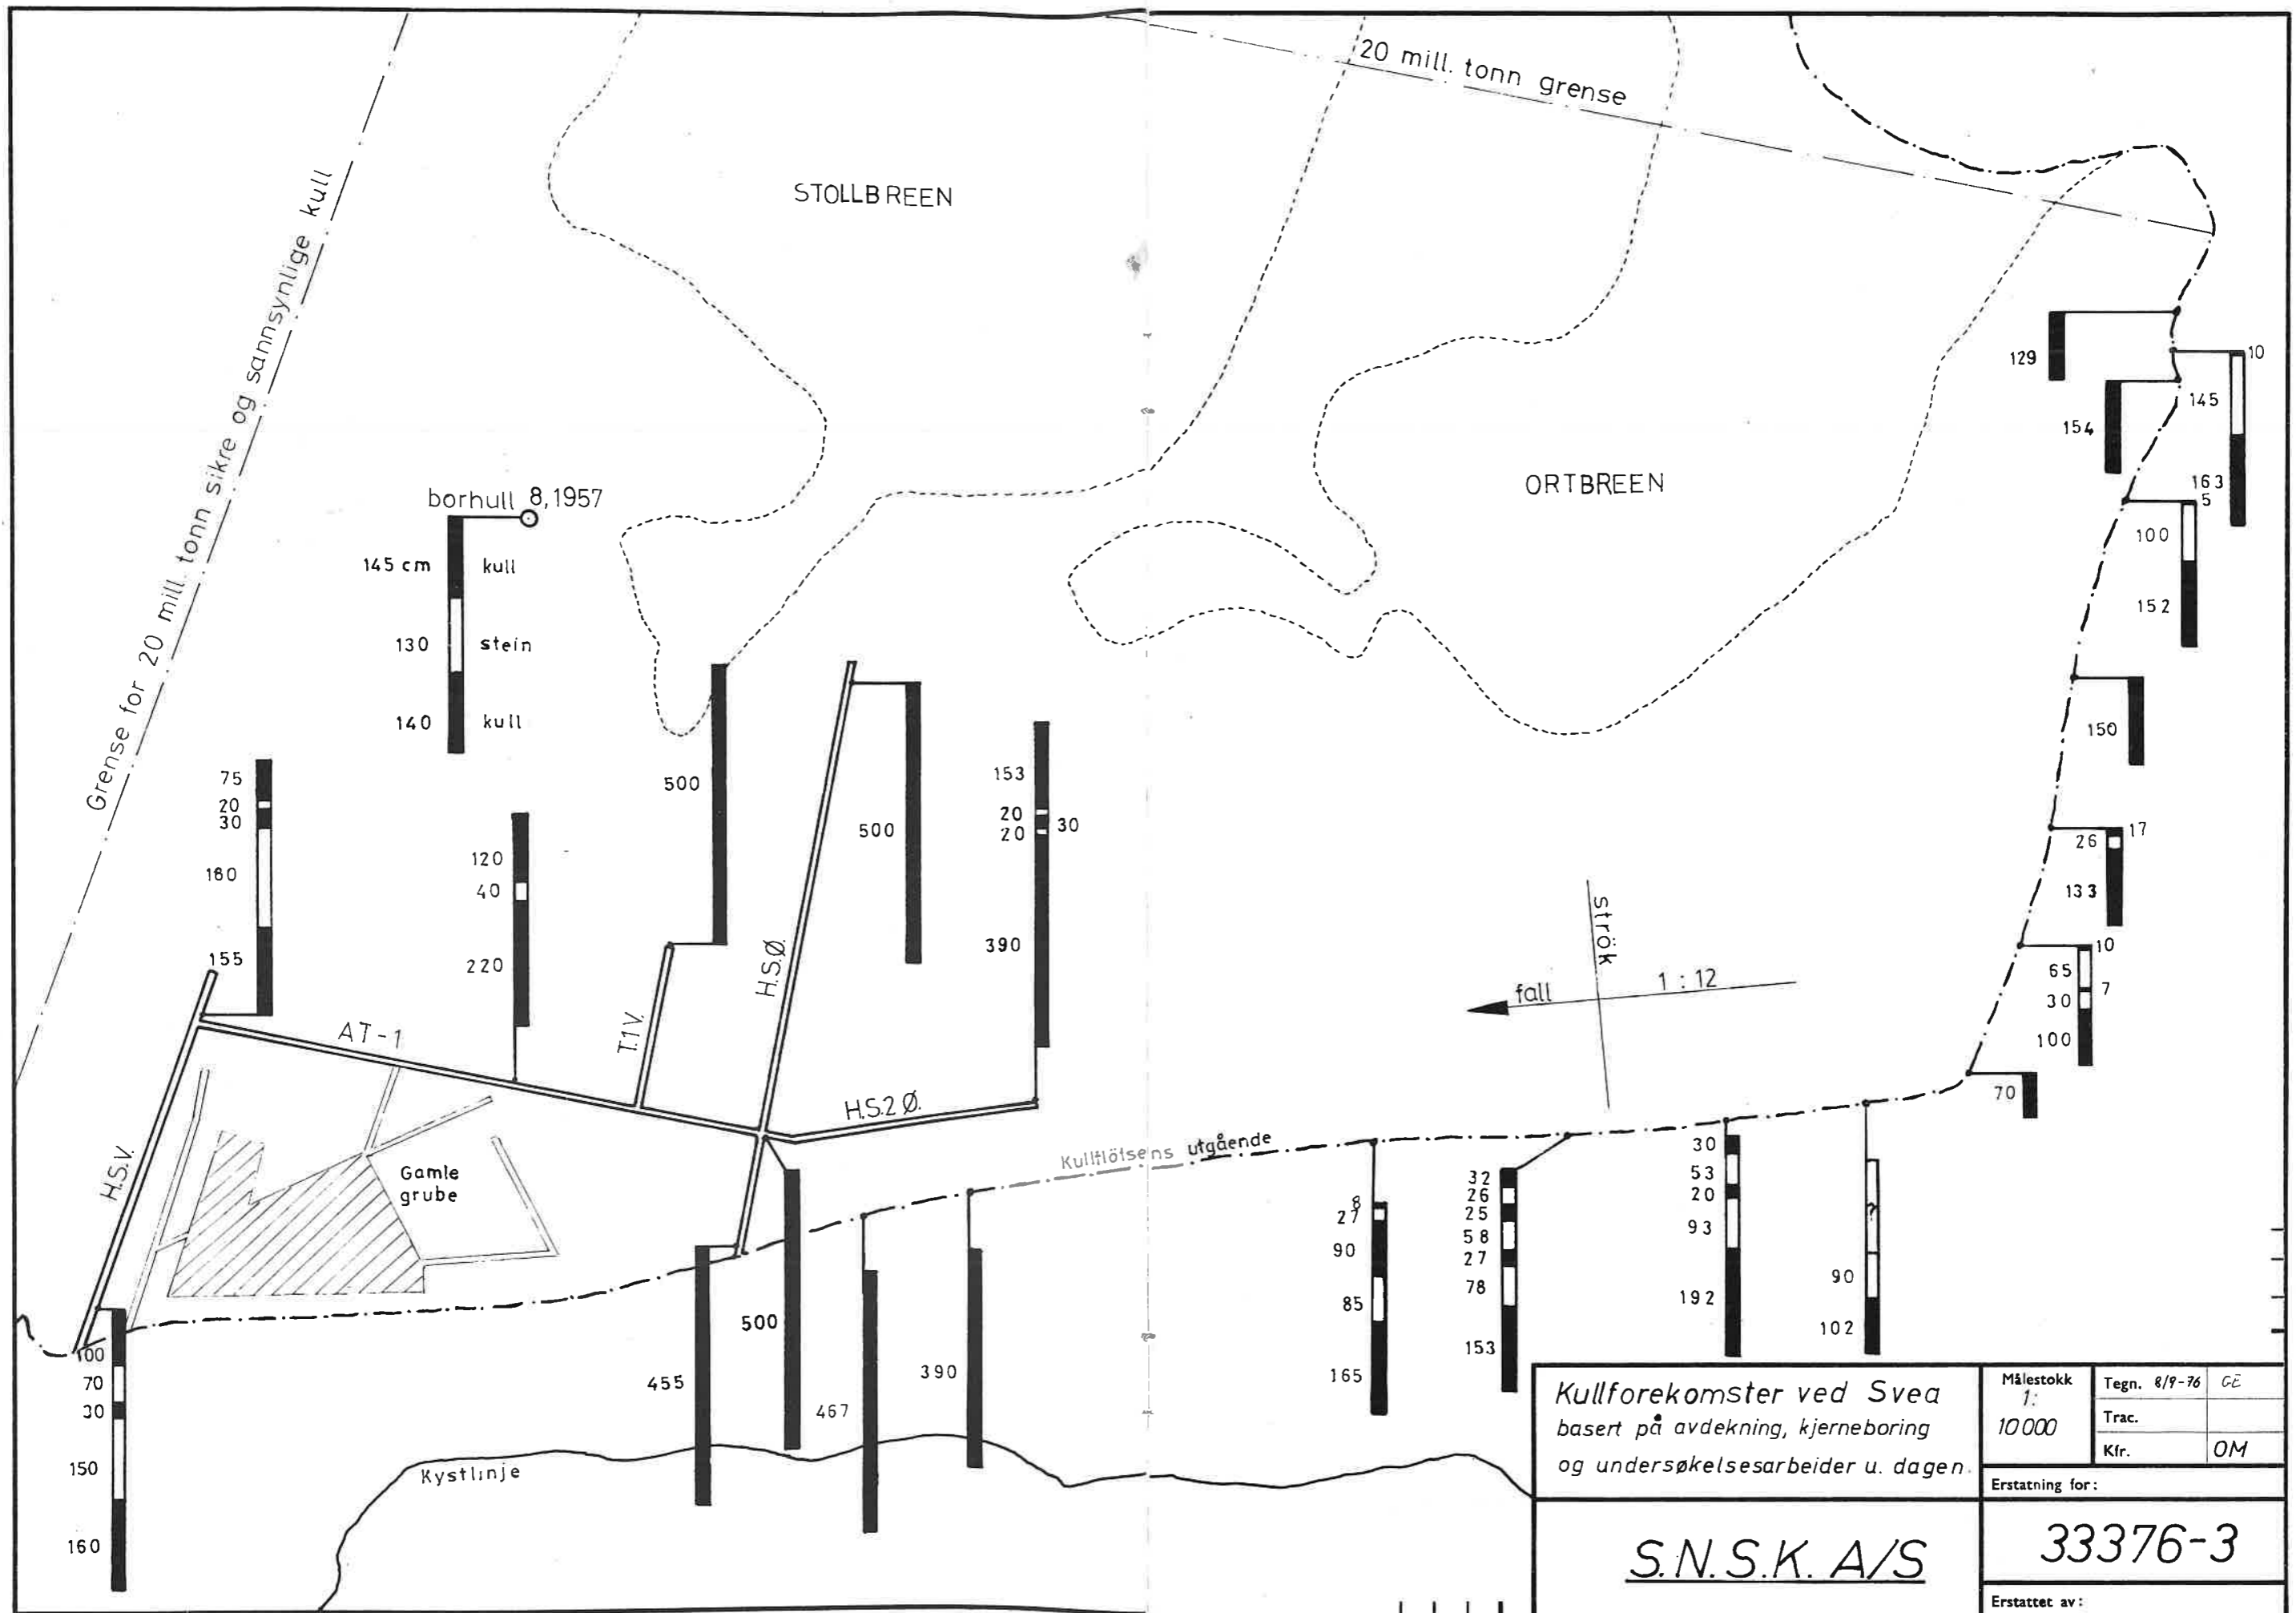 20 mill. tonn grense
Grense for 20 mill. tonn sikre og sannsynlige kull
STOLLBREEN
ORTBREEN
borhull 8,1957
145 cm kull
130 stein
140 kull
129
10
145
163
154
5
100
152
150
17
26
133
10
65
7
30
100
70
75
20
30
180
155
120
40
220
500
500
153
20
30
20
390
AT-1
T.1V.
H.S.Ø.
H.S.2Ø.
H.S.V.
Gamle
grube
strök
fall 1:12
Kullflötsens utgående
100
70
30
150
160
455
500
467
390
8
27
90
85
165
32
26
25
58
27
78
153
30
53
20
93
192
?
90
102
Kystlinje
Kullforekomster ved Svea
basert på avdekning, kjerneboring
og undersøkelsesarbeider u. dagen.
S.N.S.K. A/S
Målestokk
1:
10 000
Tegn. 8/9-76 GE
Trac.
Kfr. OM
Erstatning for:
33376-3
Erstattet av: